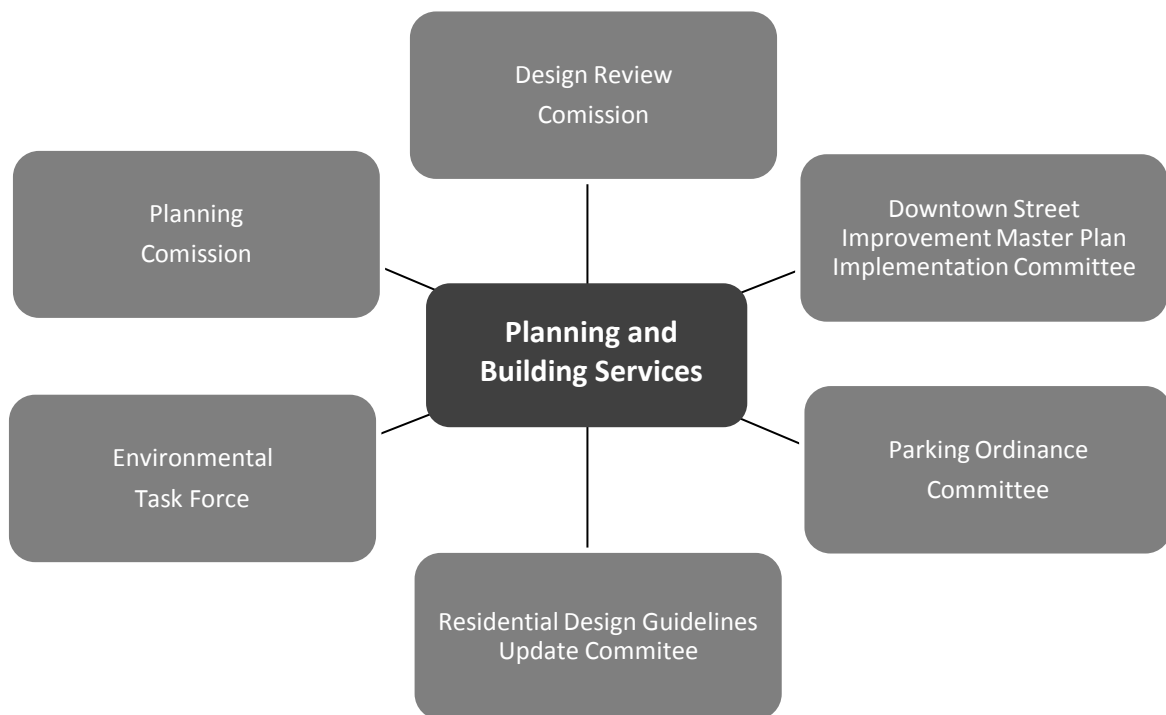 Design Review
Comission
Planning
Comission
Downtown Street
Improvement Master Plan
Implementation Committee
Planning and
Building Services
Environmental
Task Force
Parking Ordinance
Committee
Residential Design Guidelines
Update Commitee